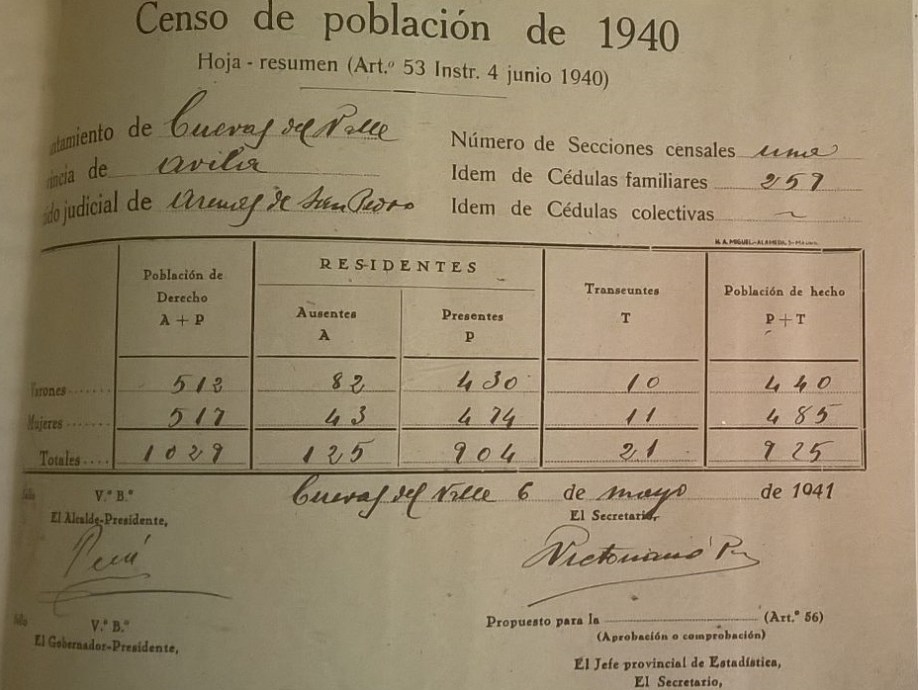 Censo de población de 1940
Hoja - resumen (Art.º 53 Instr. 4 junio 1940)
ntamiento de Cuevas del Valle
Número de Secciones censales una
incia de Avila
Idem de Cédulas familiares 259
ido judicial de Arenas de San Pedro
Idem de Cédulas colectivas ~
Población de Derecho A + P
RESIDENTES
Ausentes A
Presentes P
Transeuntes T
Población de hecho P + T
Varones...... 512 82 430 10 440
Mujeres...... 517 43 474 11 485
Totales.... 1029 125 904 21 925
Cuevas del Valle 6 de mayo de 1941
V.º B.º
El Alcalde-Presidente,
El Secretario,
Victoriano
Propuesto para la (Art.º 56)
(Aprobación o comprobación)
V.º B.º
El Gobernador-Presidente,
El Jefe provincial de Estadística,
El Secretario,